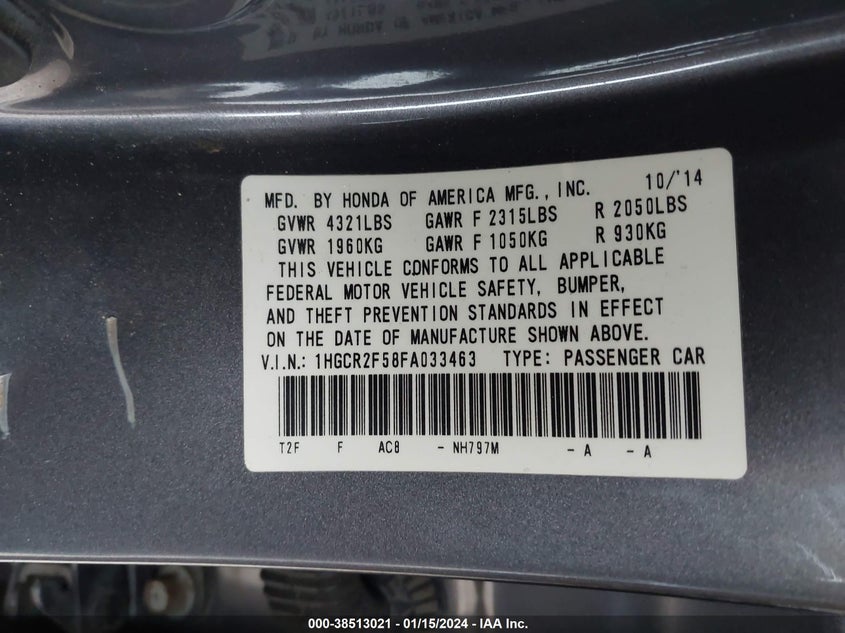 MFD. BY HONDA OF AMERICA MFG., INC. 10/'14
GVWR 4321LBS GAWR F 2315LBS R 2050LBS
GVWR 1960KG GAWR F 1050KG R 930KG
THIS VEHICLE CONFORMS TO ALL APPLICABLE
FEDERAL MOTOR VEHICLE SAFETY, BUMPER,
AND THEFT PREVENTION STANDARDS IN EFFECT
ON THE DATE OF MANUFACTURE SHOWN ABOVE.
V.I.N.: 1HGCR2F58FA033463 TYPE: PASSENGER CAR
T2F F AC8 - NH797M - A - A
000-38513021 - 01/15/2024 - IAA Inc.